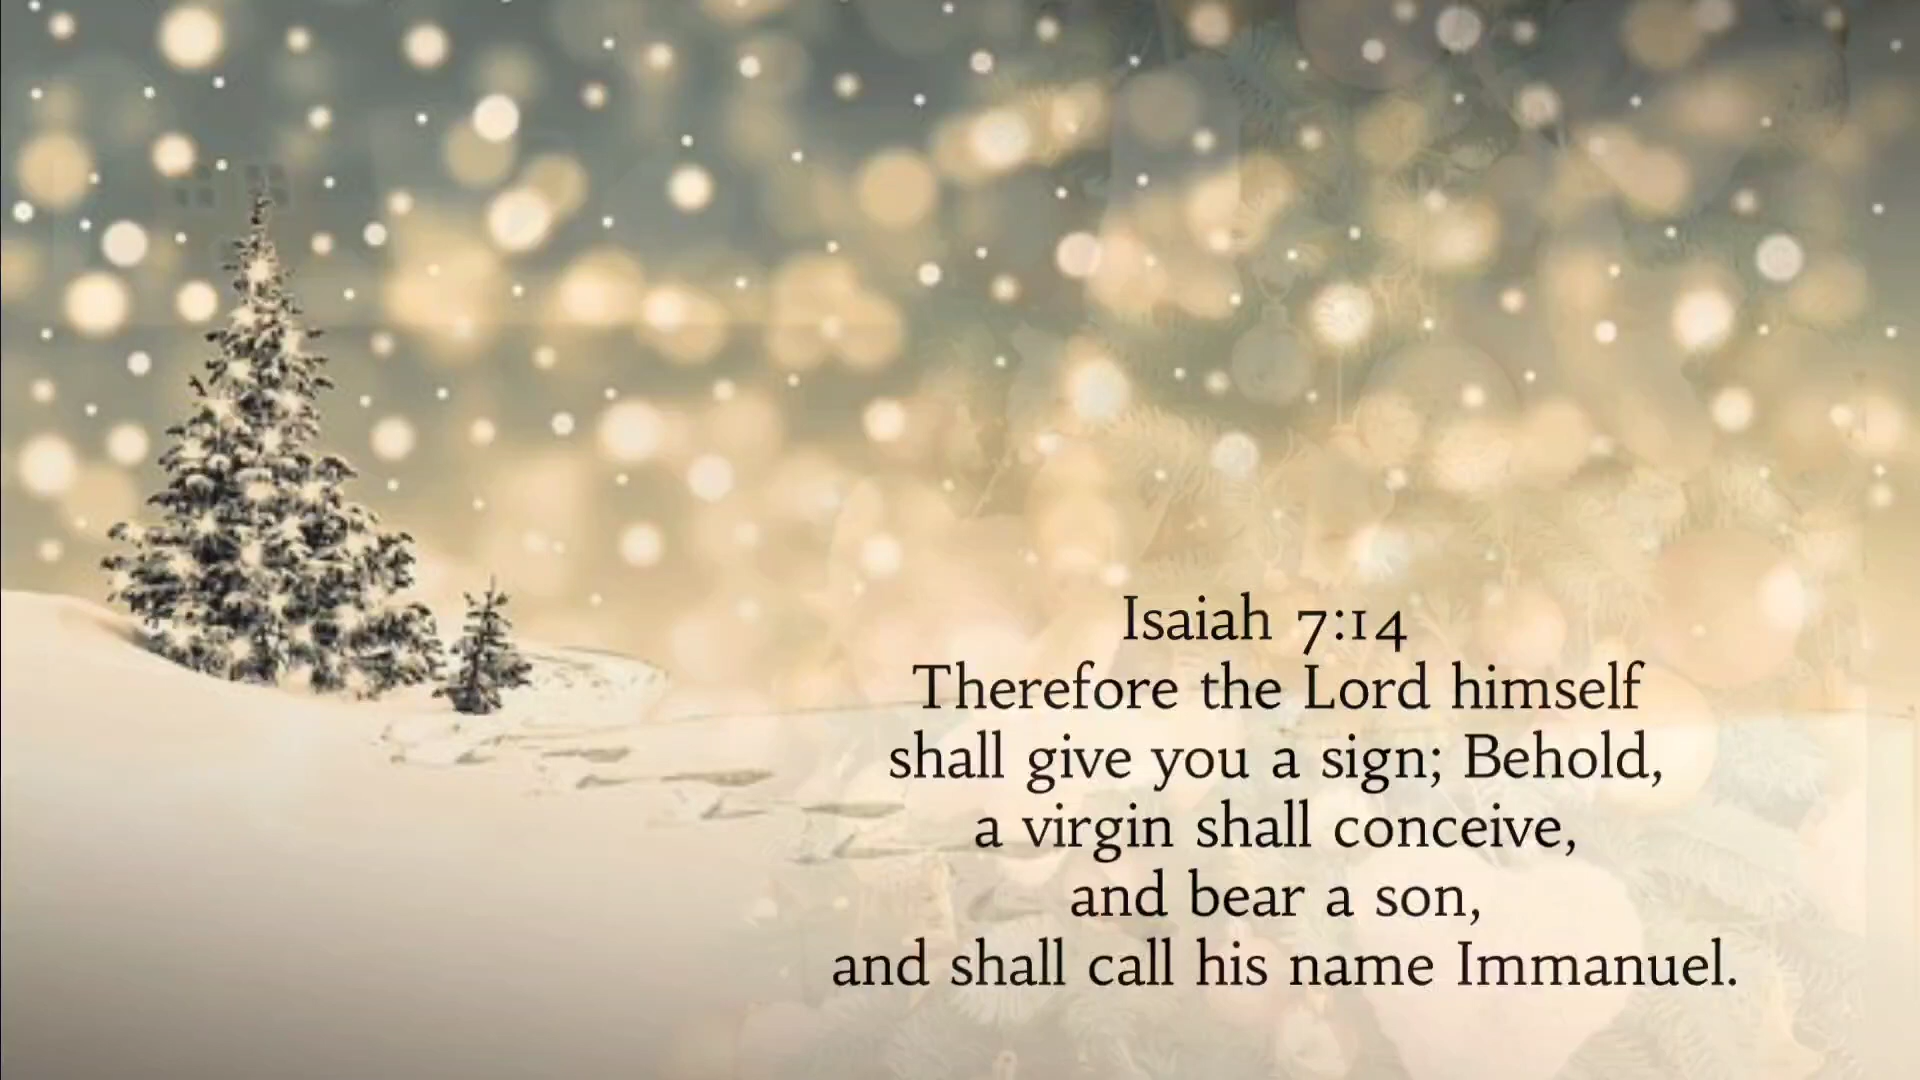 Isaiah 7:14
Therefore the Lord himself
shall give you a sign; Behold,
a virgin shall conceive,
and bear a son,
and shall call his name Immanuel.